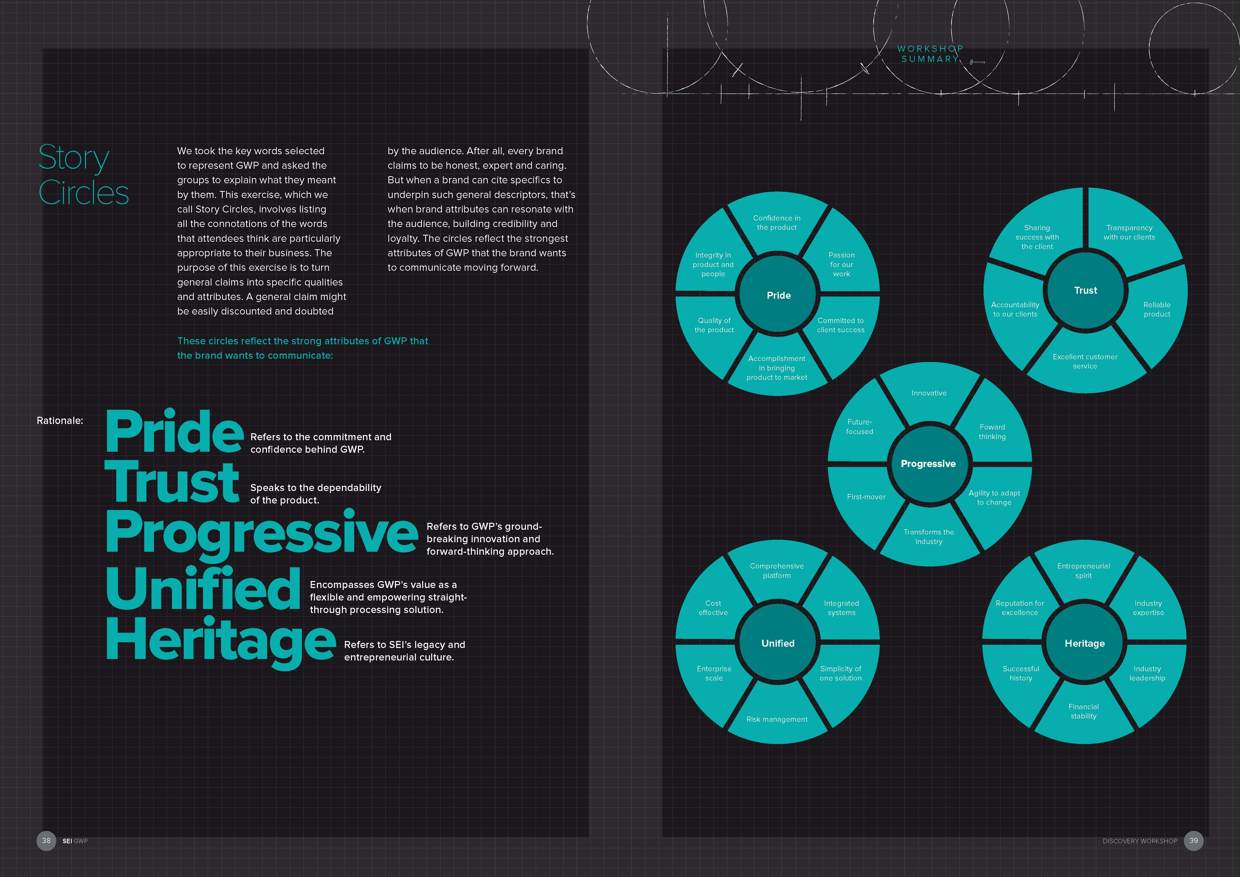 Story
Circles
We took the key words selected
to represent GWP and asked the
groups to explain what they meant
by them. This exercise, which we
call Story Circles, involves listing
all the connotations of the words
that attendees think are particularly
appropriate to their business. The
purpose of this exercise is to turn
general claims into specific qualities
and attributes. A general claim might
be easily discounted and doubted
by the audience. After all, every brand
claims to be honest, expert and caring.
But when a brand can cite specifics to
underpin such general descriptors, that's
when brand attributes can resonate with
the audience, building credibility and
loyalty. The circles reflect the strongest
attributes of GWP that the brand wants
to communicate moving forward.
These circles reflect the strong attributes of GWP that
the brand wants to communicate:
Rationale:
Pride
Refers to the commitment and
confidence behind GWP.
Trust
Speaks to the dependability
of the product.
Progressive
Refers to GWP's ground-
breaking innovation and
forward-thinking approach.
Unified
Encompasses GWP's value as a
flexible and empowering straight-
through processing solution.
Heritage
Refers to SEI's legacy and
entrepreneurial culture.
38
SEI GWP
WORKSHOP
SUMMARY
Confidence in
the product
Passion
for our
work
Committed to
client success
Accomplishment
in bringing
product to market
Quality of
the product
Integrity in
product and
people
Pride
Sharing
success with
the client
Transparency
with our clients
Reliable
product
Excellent customer
service
Accountability
to our clients
Trust
Innovative
Foward
thinking
Agility to adapt
to change
Transforms the
industry
First-mover
Future-
focused
Progressive
Comprehensive
platform
Integrated
systems
Simplicity of
one solution
Risk management
Enterprise
scale
Cost
effective
Unified
Entrepreneurial
spirit
Industry
expertise
Industry
leadership
Financial
stability
Successful
history
Reputation for
excellence
Heritage
DISCOVERY WORKSHOP
39